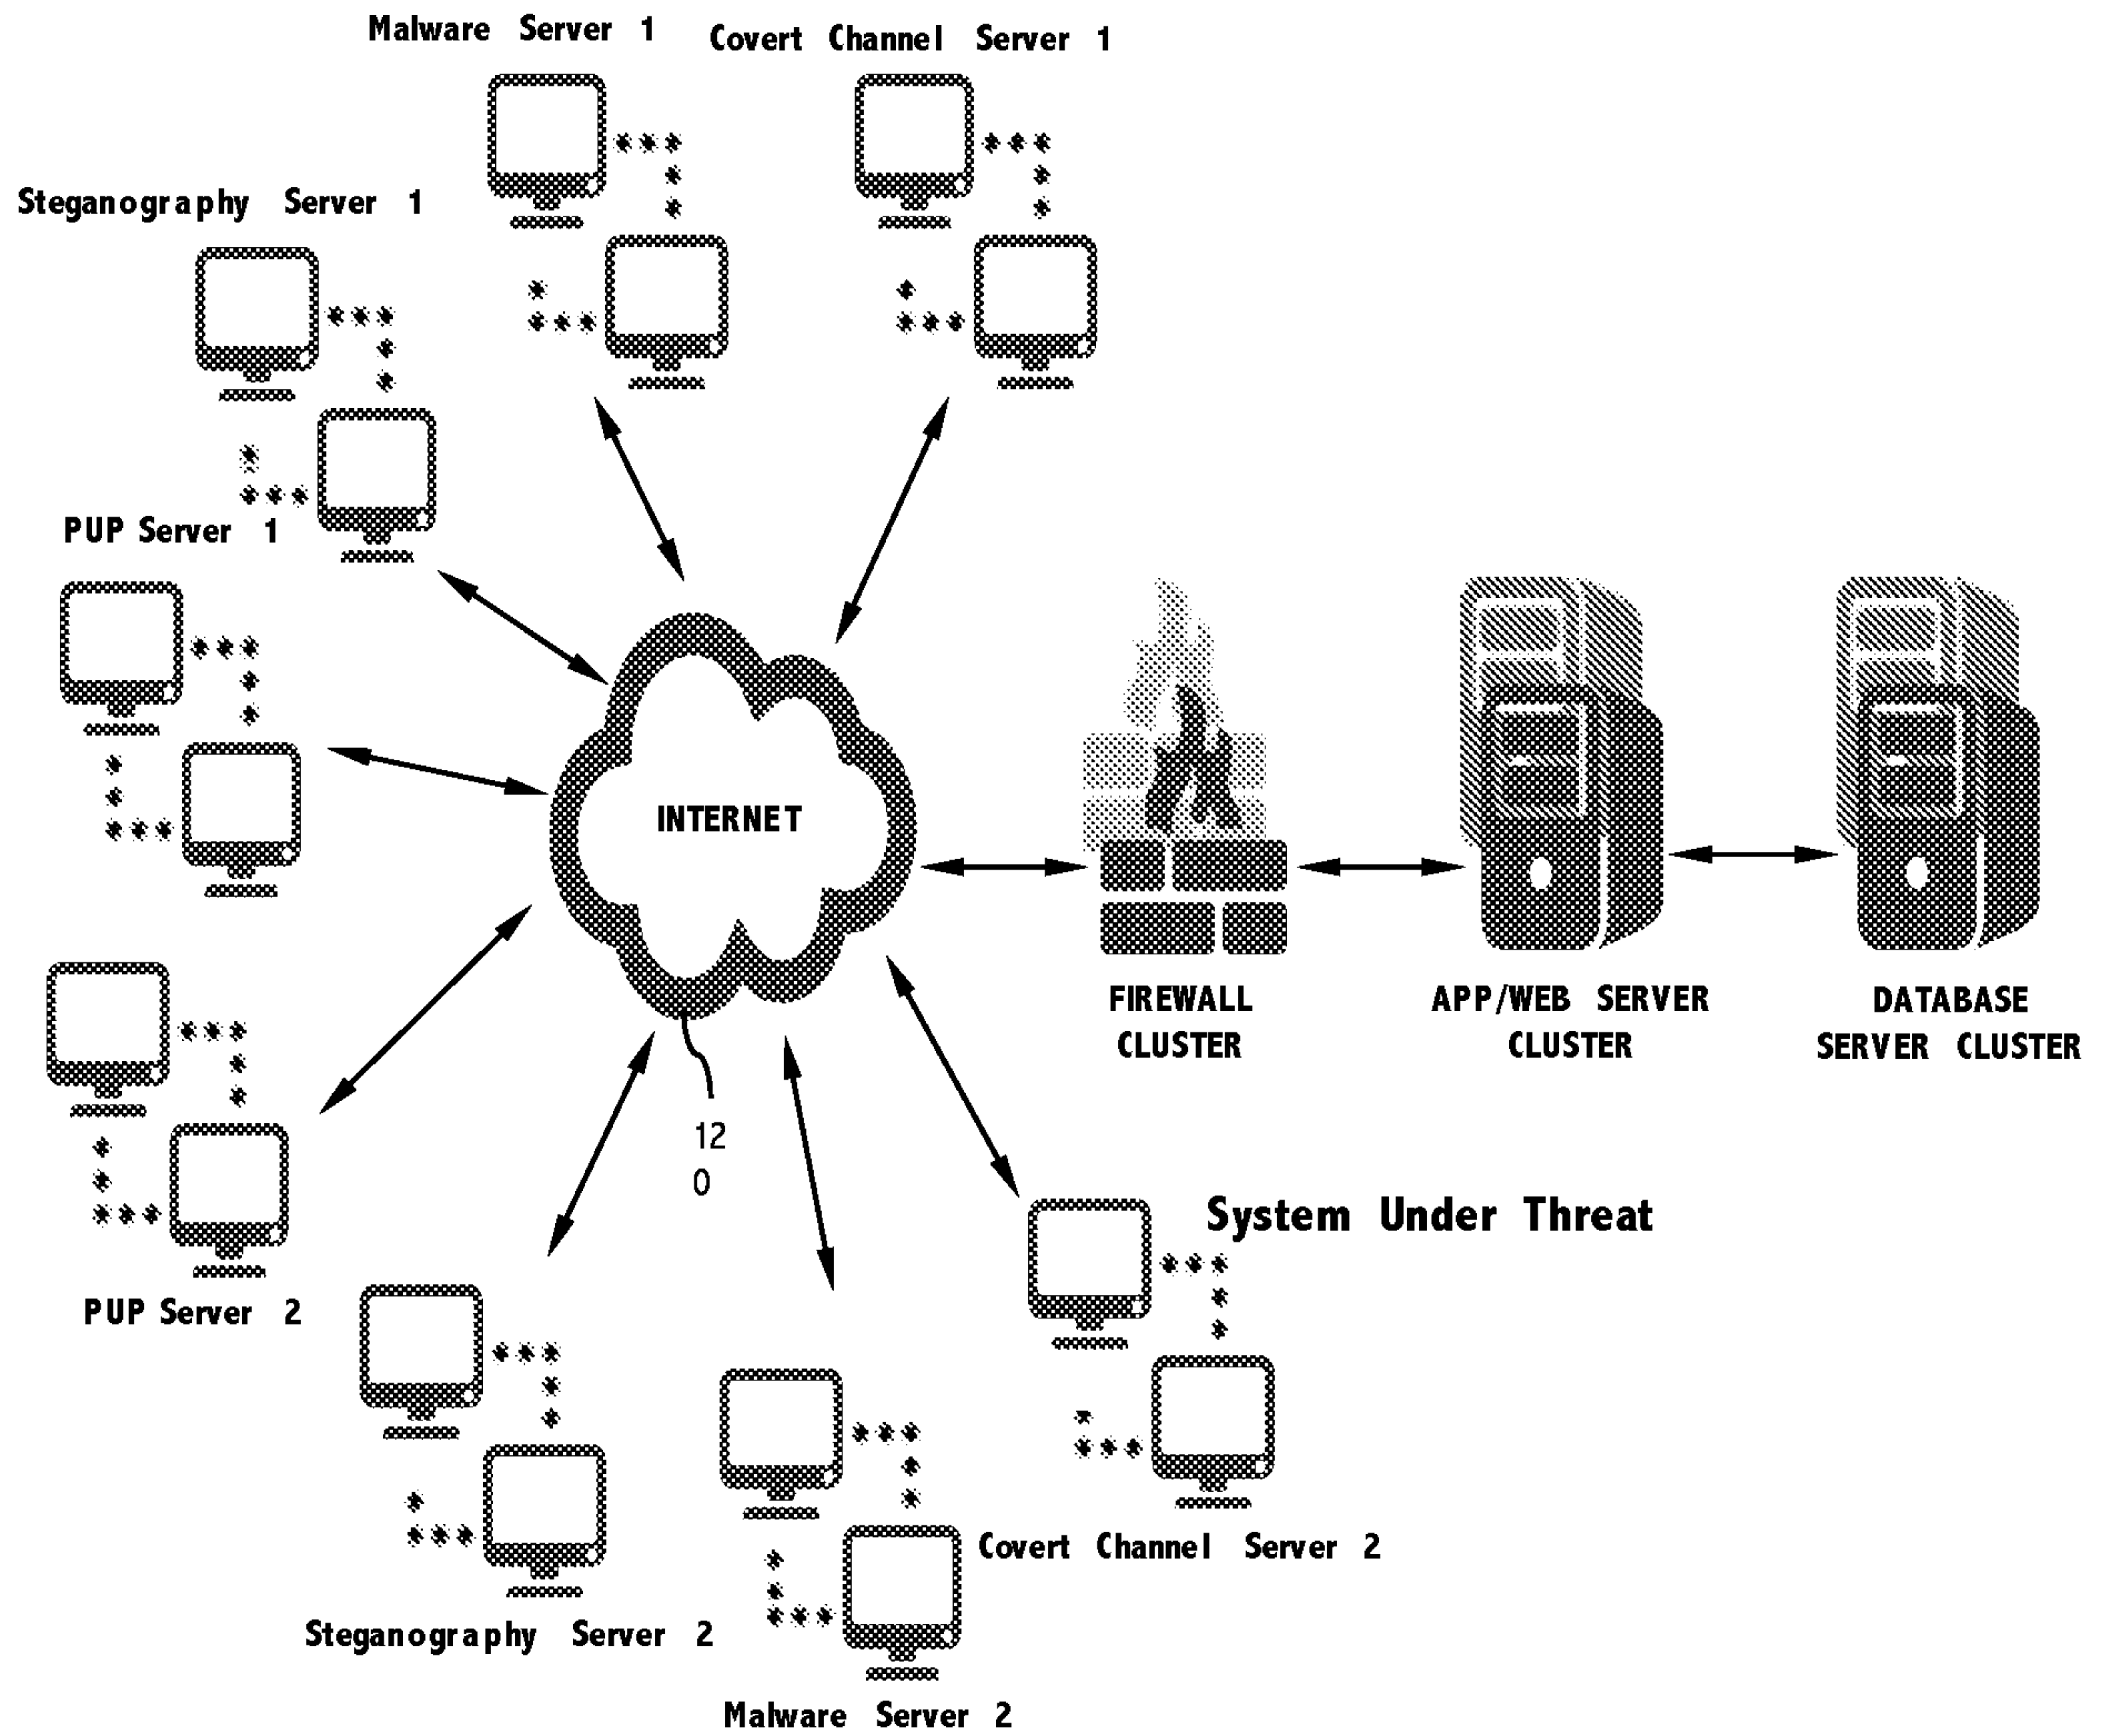 Malware Server 1
Covert Channel Server 1
Steganography Server 1
PUP Server 1
INTERNET
FIREWALL
CLUSTER
APP/WEB SERVER
CLUSTER
DATABASE
SERVER CLUSTER
12
0
System Under Threat
PUP Server 2
Covert Channel Server 2
Steganography Server 2
Malware Server 2